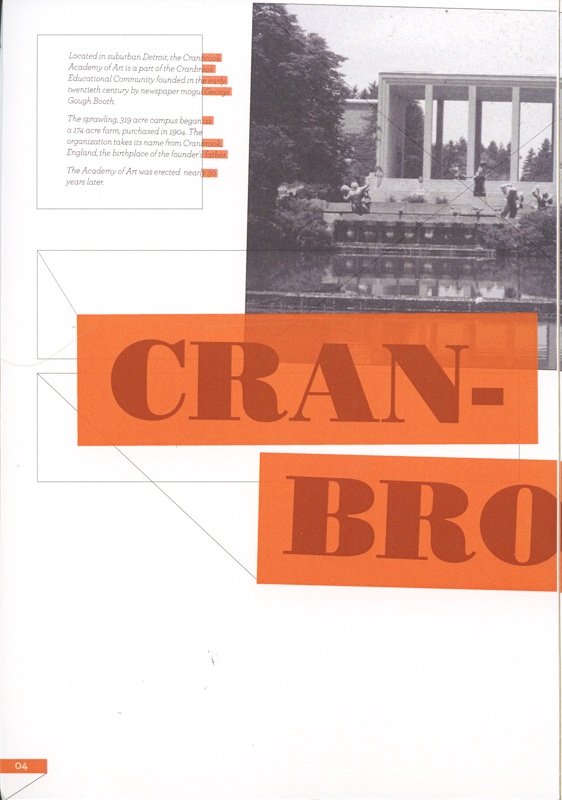 Located in suburban Detroit, the Cranbrook
Academy of Art is a part of the Cranbrook
Educational Community founded in the early
twentieth century by newspaper mogul George
Gough Booth.
The sprawling, 319 acre campus began as
a 174 acre farm, purchased in 1904. The
organization takes its name from Cranbrook,
England, the birthplace of the founder's father.
The Academy of Art was erected nearly 30
years later.
CRAN-
BRO
04